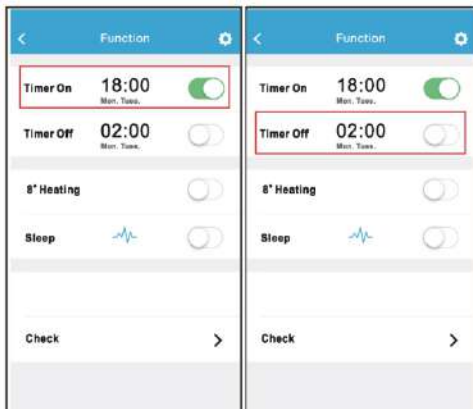 Function
Timer On 18:00
Mon. Tues.
Timer Off 02:00
Mon. Tues.
8° Heating
Sleep
Check
Function
Timer On 18:00
Mon. Tues.
Timer Off 02:00
Mon. Tues.
8° Heating
Sleep
Check